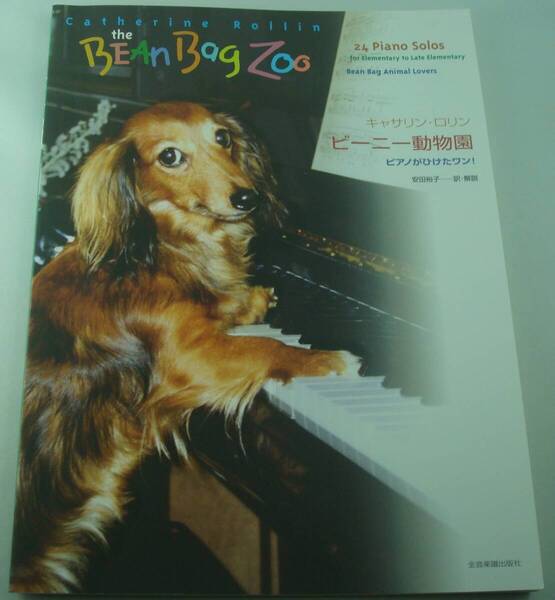 Catherine Rollin
the
BEAn BAg Zoo
24 Piano Solos
for Elementary to Late Elementary
Bean Bag Animal Lovers
キャサリン・ロリン
ビーニー動物園
ピアノがひけたワン!
安田裕子──訳・解説
全音楽譜出版社